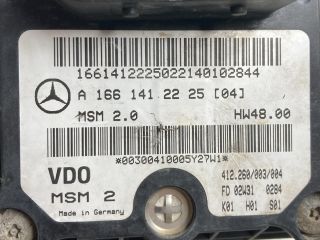 1661412225022140102844
A 166 141 22 25 [04]
MSM 2.0 HW48.00
*00300410005Y27W1*
VDO 412.260/003/004
MSM 2 FD 02W31 0284
Made in Germany K01 H01 S01